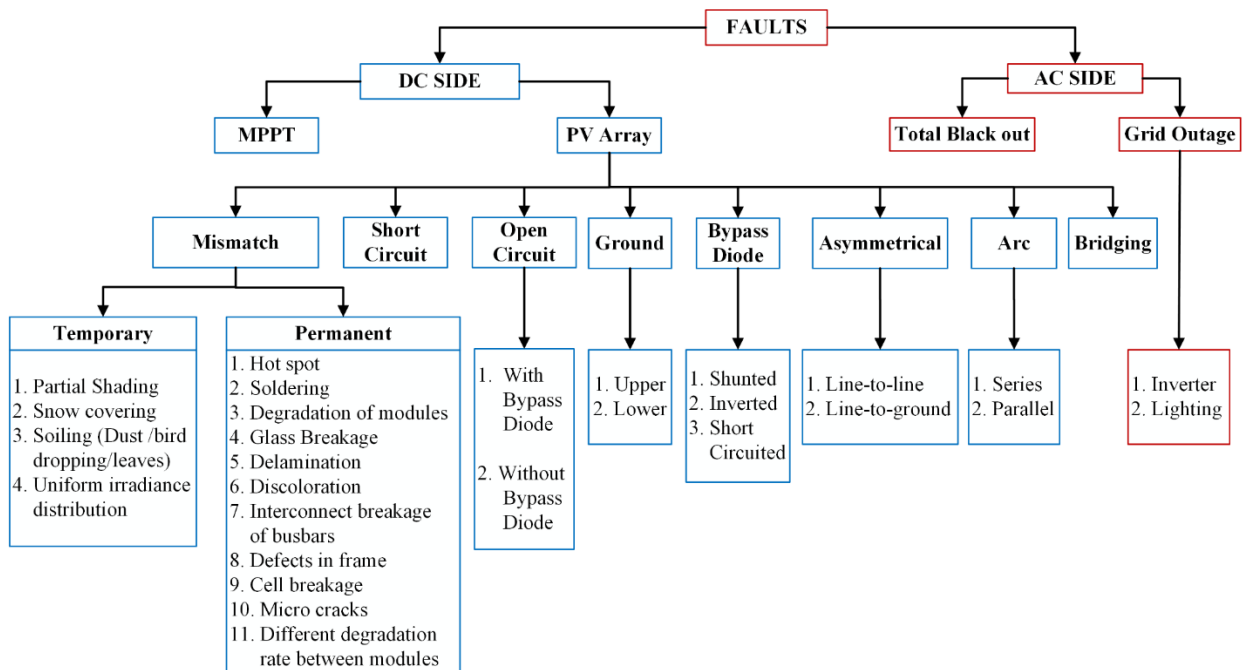 FAULTS
DC SIDE
AC SIDE
MPPT
PV Array
Total Black out
Grid Outage
Mismatch
Short
Circuit
Open
Circuit
Ground
Bypass
Diode
Asymmetrical
Arc
Bridging
Temporary
1. Partial Shading
2. Snow covering
3. Soiling (Dust /bird
dropping/leaves)
4. Uniform irradiance
distribution
Permanent
1. Hot spot
2. Soldering
3. Degradation of modules
4. Glass Breakage
5. Delamination
6. Discoloration
7. Interconnect breakage
of busbars
8. Defects in frame
9. Cell breakage
10. Micro cracks
11. Different degradation
rate between modules
1. With
Bypass
Diode
2. Without
Bypass
Diode
1. Upper
2. Lower
1. Shunted
2. Inverted
3. Short
Circuited
1. Line-to-line
2. Line-to-ground
1. Series
2. Parallel
1. Inverter
2. Lighting